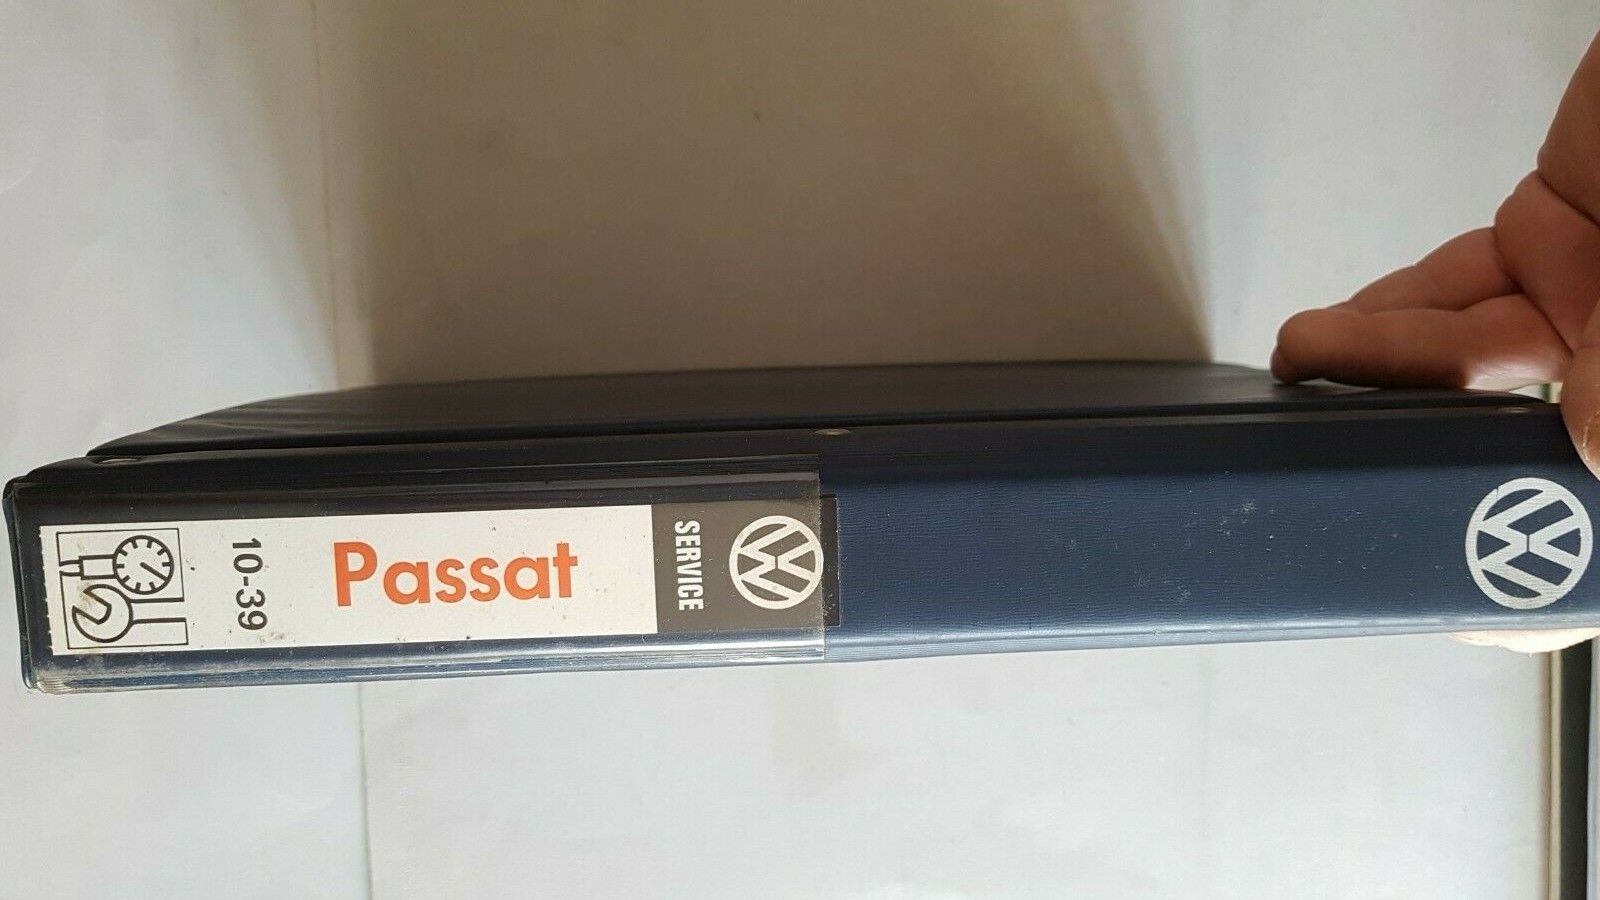 SERVICE
Passat
10-39